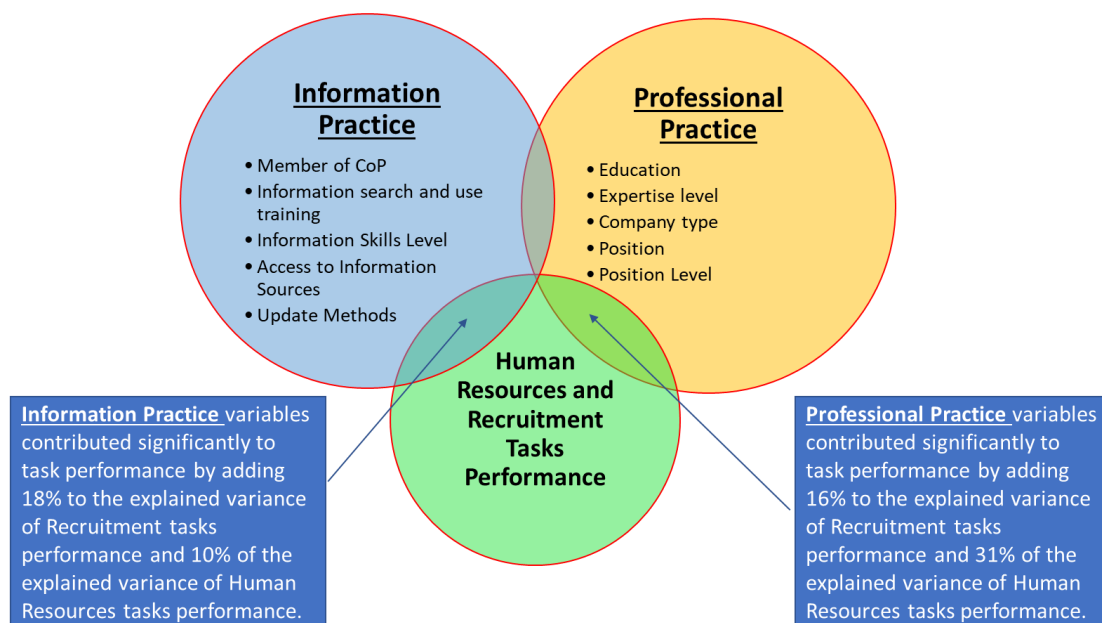 Information
Practice
• Member of CoP
• Information search and use
training
• Information Skills Level
• Access to Information
Sources
• Update Methods
Professional
Practice
• Education
• Expertise level
• Company type
• Position
• Position Level
Human
Resources and
Recruitment
Tasks
Performance
Information Practice variables
contributed significantly to
task performance by adding
18% to the explained variance
of Recruitment tasks
performance and 10% of the
explained variance of Human
Resources tasks performance.
Professional Practice variables
contributed significantly to
task performance by adding
16% to the explained variance
of Recruitment tasks
performance and 31% of the
explained variance of Human
Resources tasks performance.